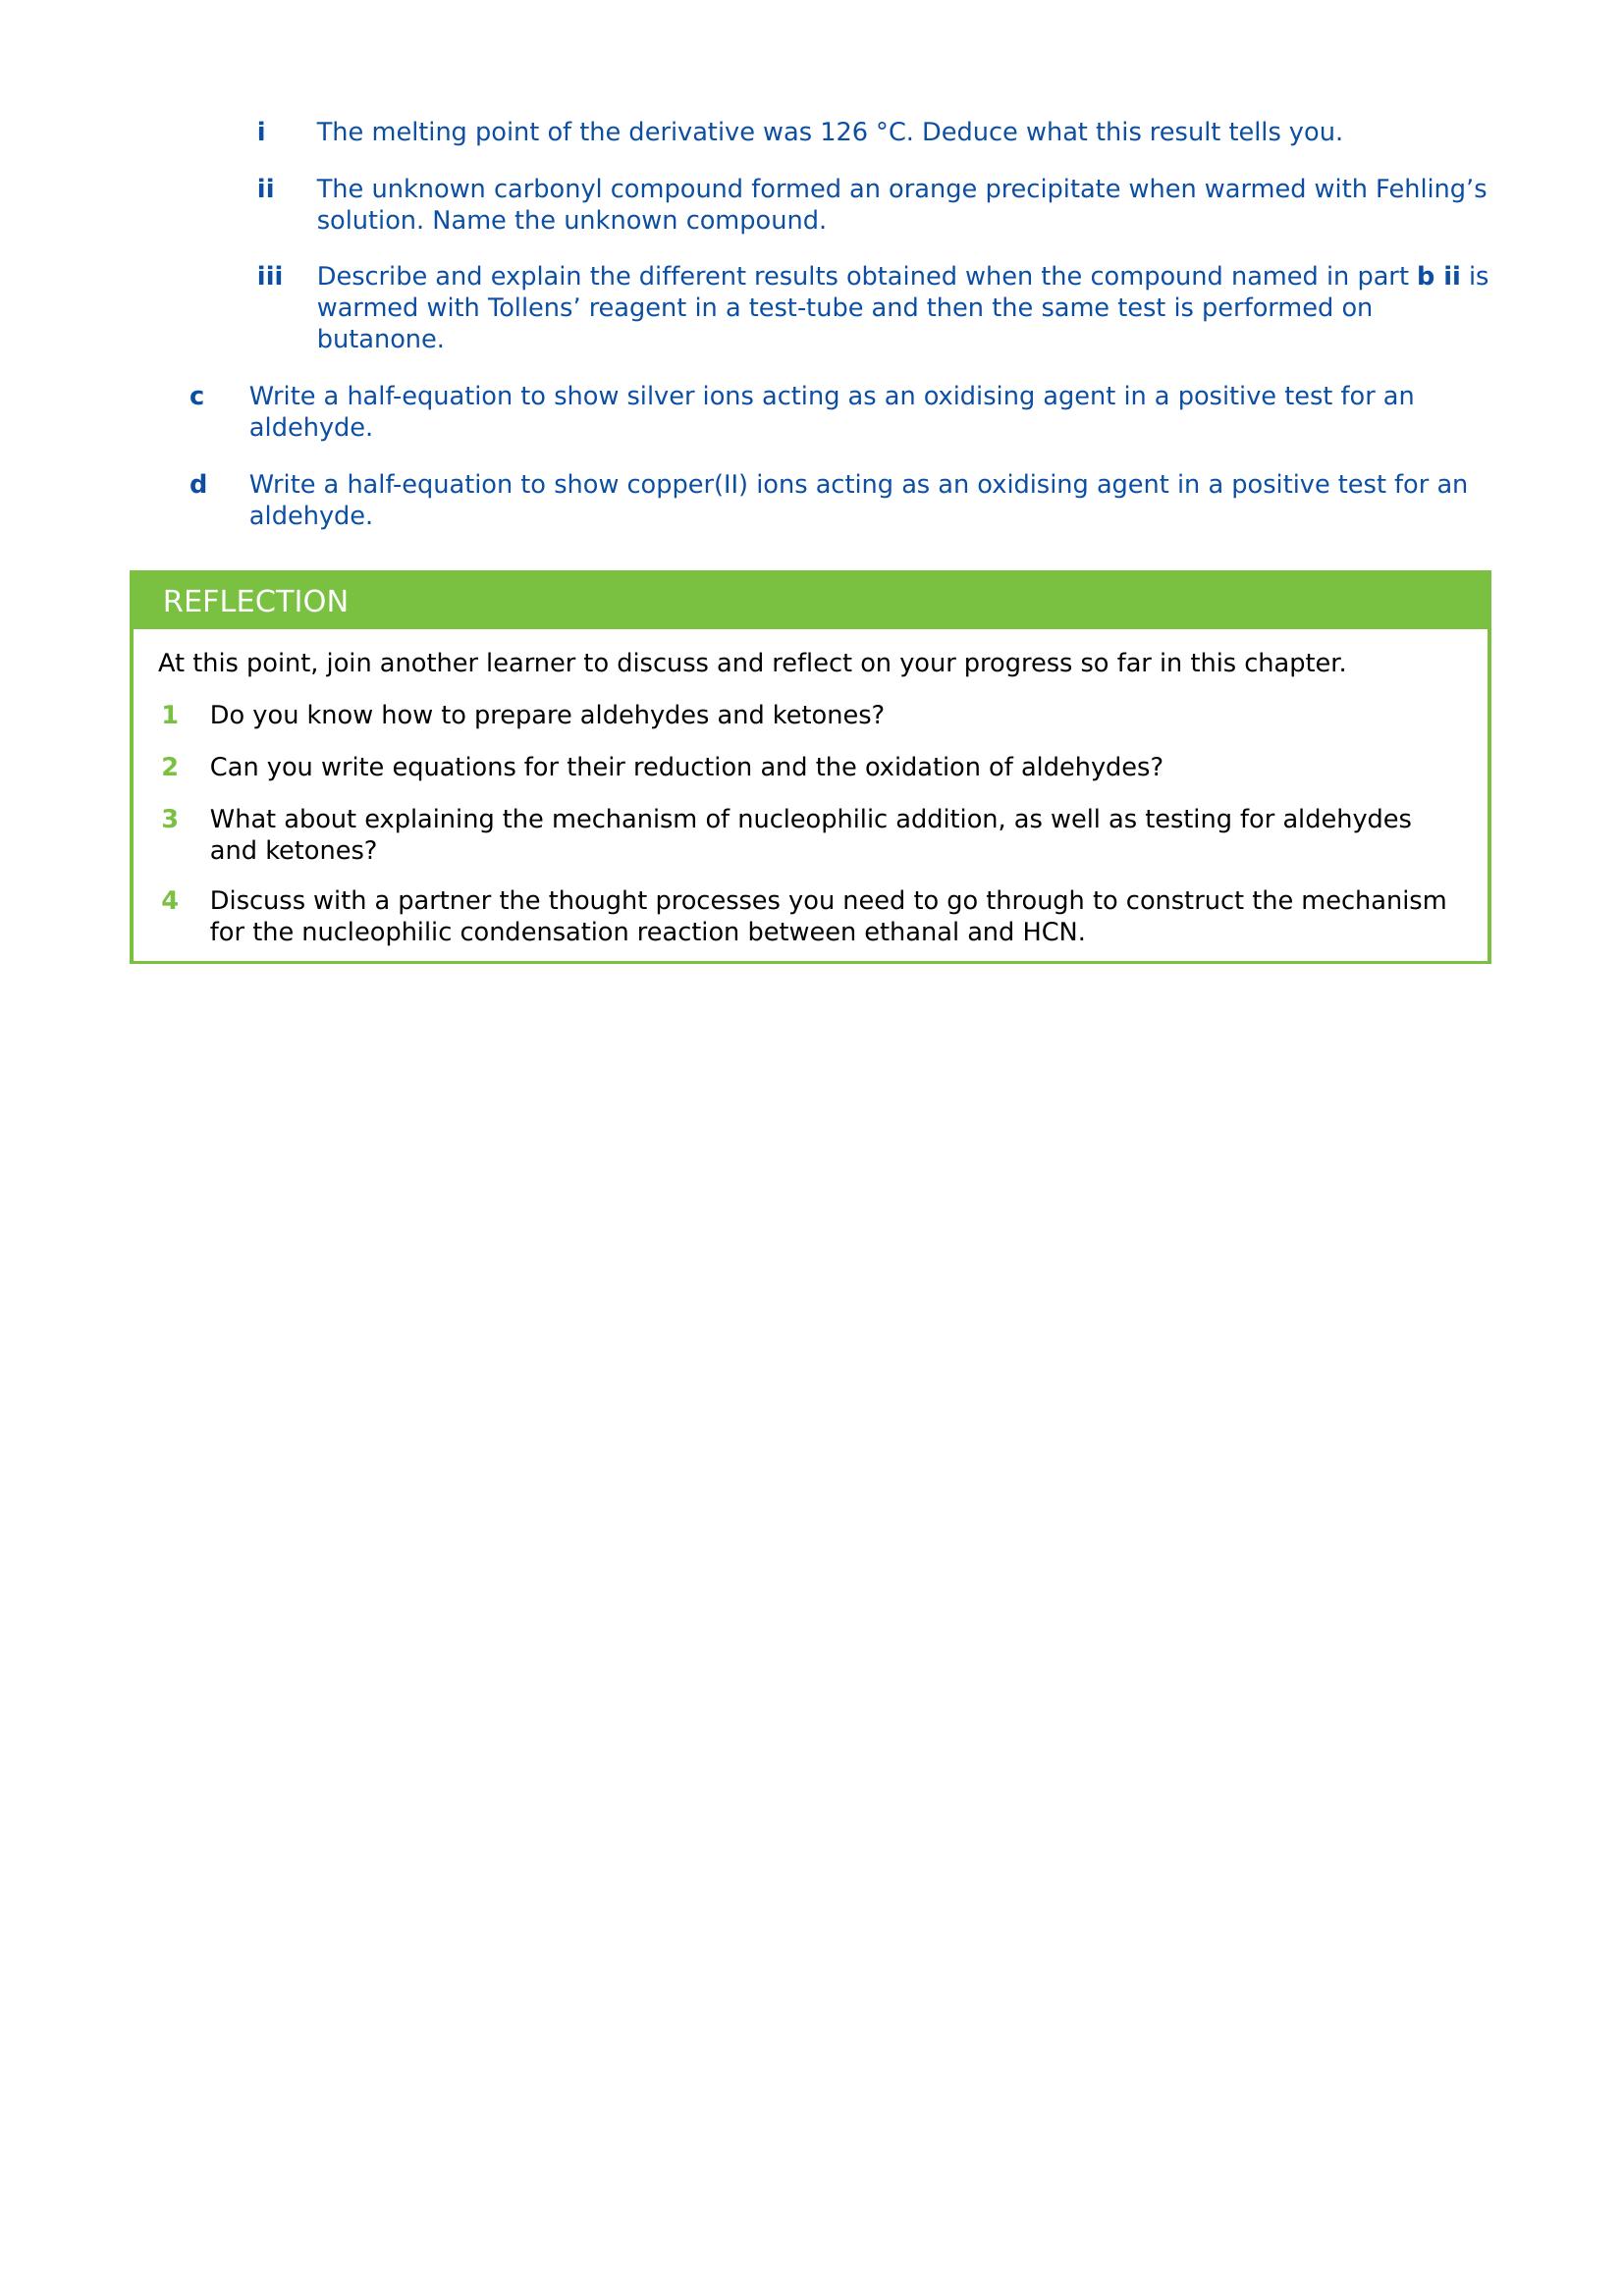 i The melting point of the derivative was 126 °C. Deduce what this result tells you.
ii The unknown carbonyl compound formed an orange precipitate when warmed with Fehling’s
solution. Name the unknown compound.
iii Describe and explain the different results obtained when the compound named in part b ii is
warmed with Tollens’ reagent in a test-tube and then the same test is performed on
butanone.
c Write a half-equation to show silver ions acting as an oxidising agent in a positive test for an
aldehyde.
d Write a half-equation to show copper(II) ions acting as an oxidising agent in a positive test for an
aldehyde.
REFLECTION
At this point, join another learner to discuss and reflect on your progress so far in this chapter.
1 Do you know how to prepare aldehydes and ketones?
2 Can you write equations for their reduction and the oxidation of aldehydes?
3 What about explaining the mechanism of nucleophilic addition, as well as testing for aldehydes
and ketones?
4 Discuss with a partner the thought processes you need to go through to construct the mechanism
for the nucleophilic condensation reaction between ethanal and HCN.